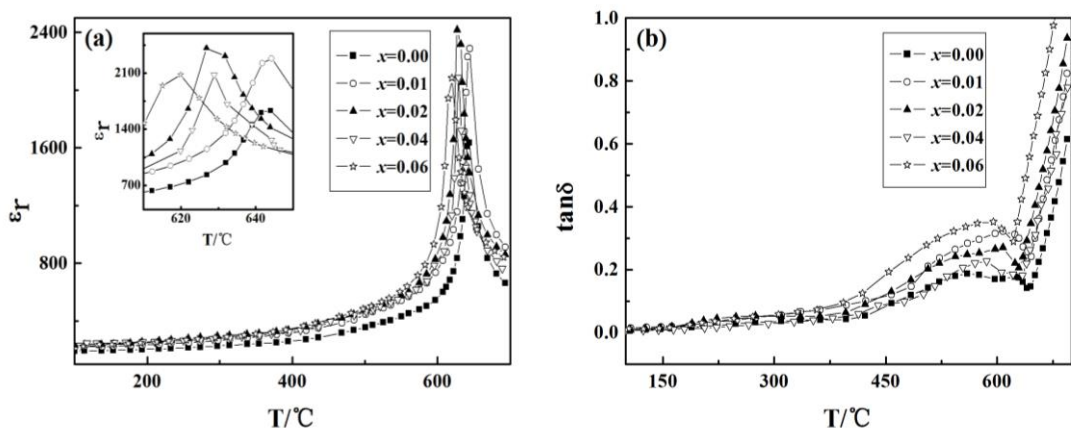 (a)
2400
1600
800
εr
200
400
600
T/℃
2100
1400
700
εr
620
640
T/℃
x=0.00
x=0.01
x=0.02
x=0.04
x=0.06
(b)
1.0
0.8
0.6
0.4
0.2
0.0
tanδ
150
300
450
600
T/℃
x=0.00
x=0.01
x=0.02
x=0.04
x=0.06